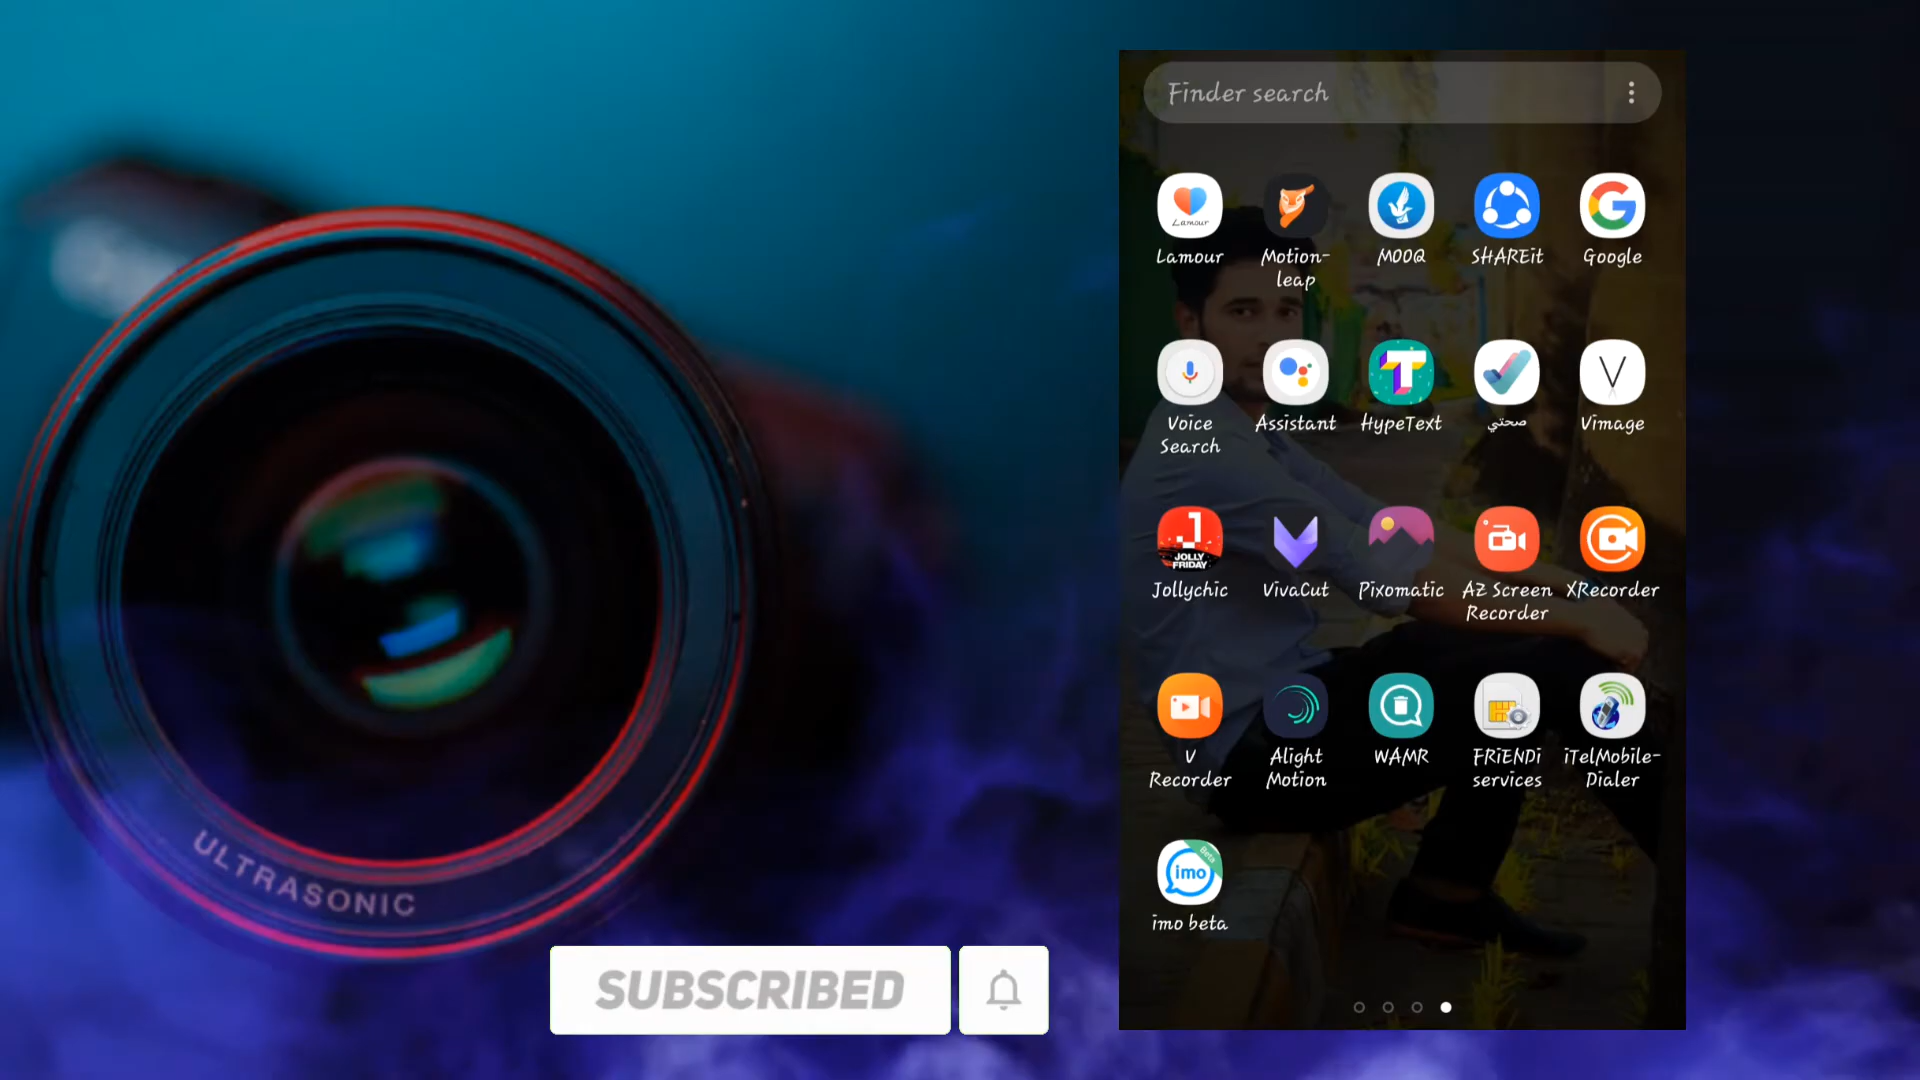 Finder search
Lamour
Lamour
Motion-
leap
MOOQ
SHAREit
Google
Voice
Search
Assistant
HypeText
صحتي
Vimage
J
JOLLY
FRIDAY
Jollychic
VivaCut
Pixomatic
AZ Screen
Recorder
XRecorder
V
Recorder
Alight
Motion
WAMR
FRiENDi
services
iTelMobile-
Dialer
Beta
imo
imo beta
ULTRASONIC
SUBSCRIBED